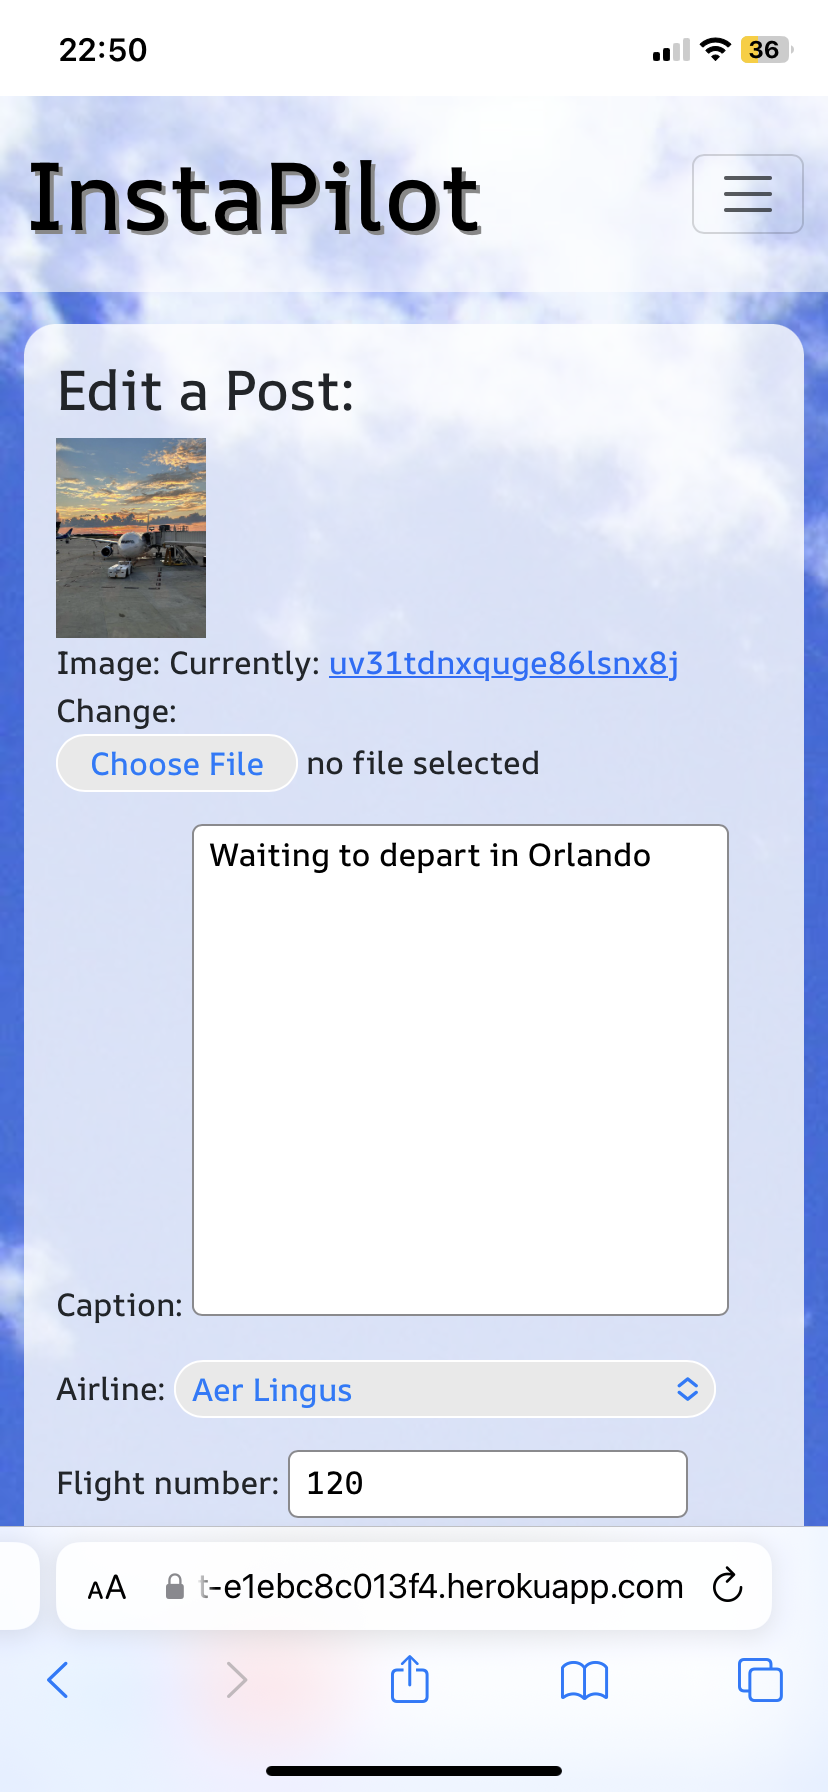 22:50
36
InstaPilot
Edit a Post:
Image: Currently: uv31tdnxquge86lsnx8j
Change:
Choose File no file selected
Waiting to depart in Orlando
Caption:
Airline: Aer Lingus
Flight number: 120
AA t-e1ebc8c013f4.herokuapp.com